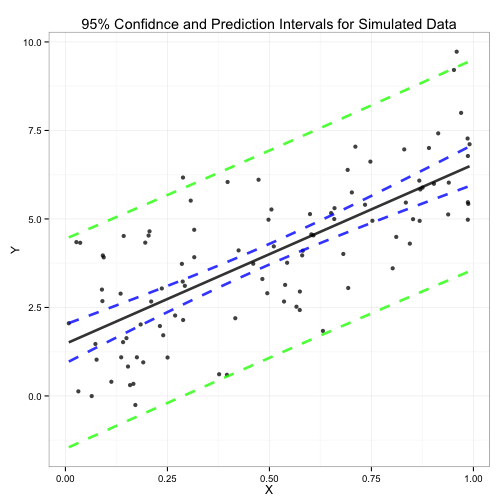 95% Confidnce and Prediction Intervals for Simulated Data
10.0
7.5
5.0
2.5
0.0
Y
0.00 0.25 0.50 0.75 1.00
X